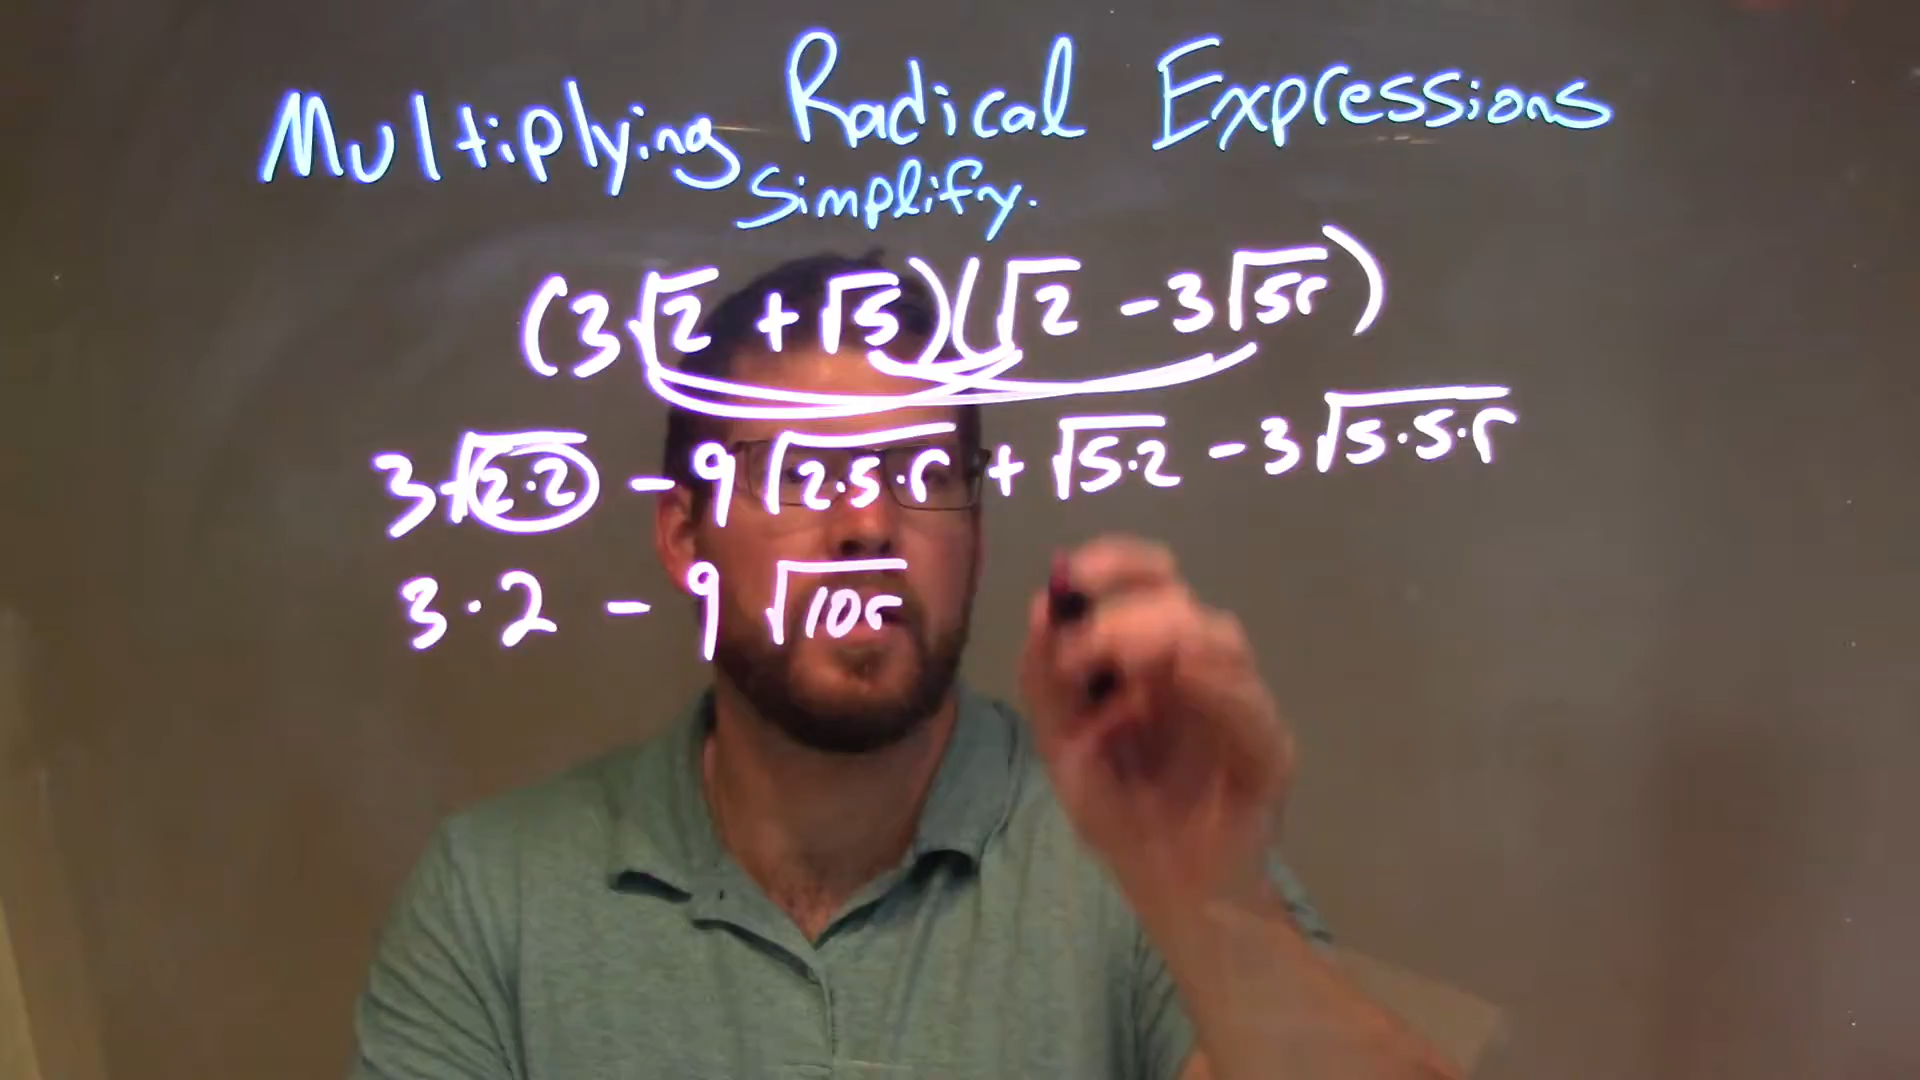 Multiplying Radical Expressions
Simplify.
(3√2 + √5)(√2 - 3√5r)
3√2·2 - 9√2·5·r + √5·2 - 3√5·5·r
3·2 - 9√10r